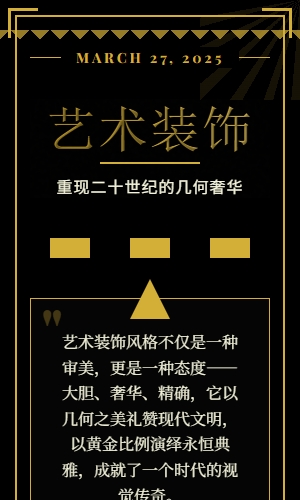 MARCH 27, 2025
艺术装饰
重现二十世纪的几何奢华
"
艺术装饰风格不仅是一种
审美，更是一种态度——
大胆、奢华、精确，它以
几何之美礼赞现代文明，
以黄金比例演绎永恒典
雅，成就了一个时代的视
觉传奇。